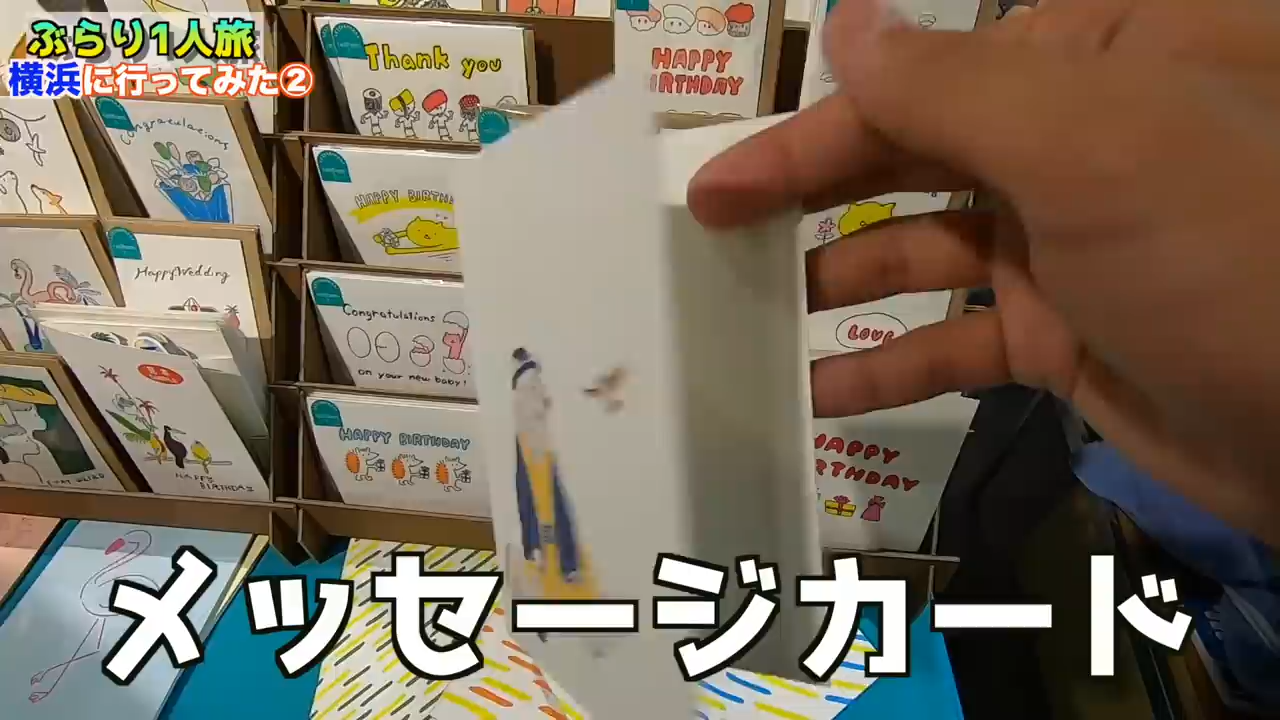 ぶらり1人旅
横浜に行ってみた②
Thank you
HAPPY
BIRTHDAY
Congratulations
HAPPY BIRTHD
Happy Wedding
Congratulations
on your new baby!
LOVE
HAPPY BIRTHDAY
HAPPY
BIRTHDAY
HAPPY
BIRTHDAY
メッセージカード